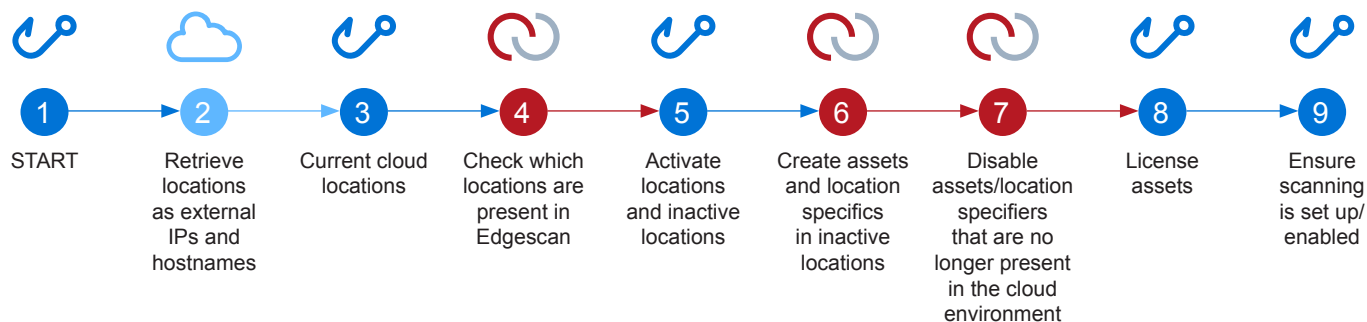 1
START
2
Retrieve
locations
as external
IPs and
hostnames
3
Current cloud
locations
4
Check which
locations are
present in
Edgescan
5
Activate
locations
and inactive
locations
6
Create assets
and location
specifics
in inactive
locations
7
Disable
assets/location
specifiers
that are no
longer present
in the cloud
environment
8
License
assets
9
Ensure
scanning
is set up/
enabled